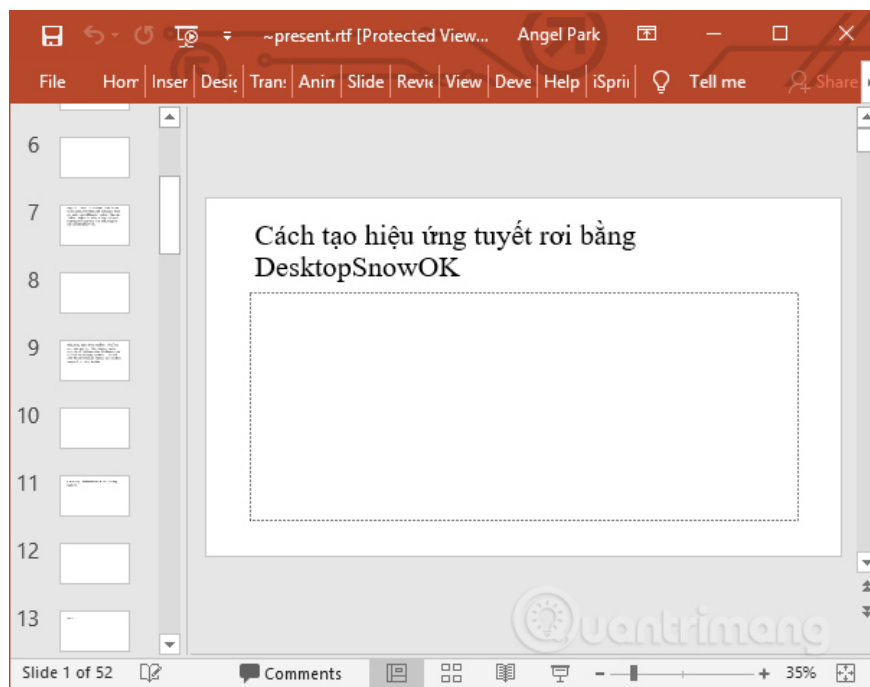 ~present.rtf [Protected View... Angel Park
File Hom Inser Desig Trans Anim Slide Revie View Deve Help iSprii Tell me Share
6
7
8
9
10
11
12
13
Cách tạo hiệu ứng tuyết rơi bằng
DesktopSnowOK
Quantrimang
Slide 1 of 52 Comments 35%